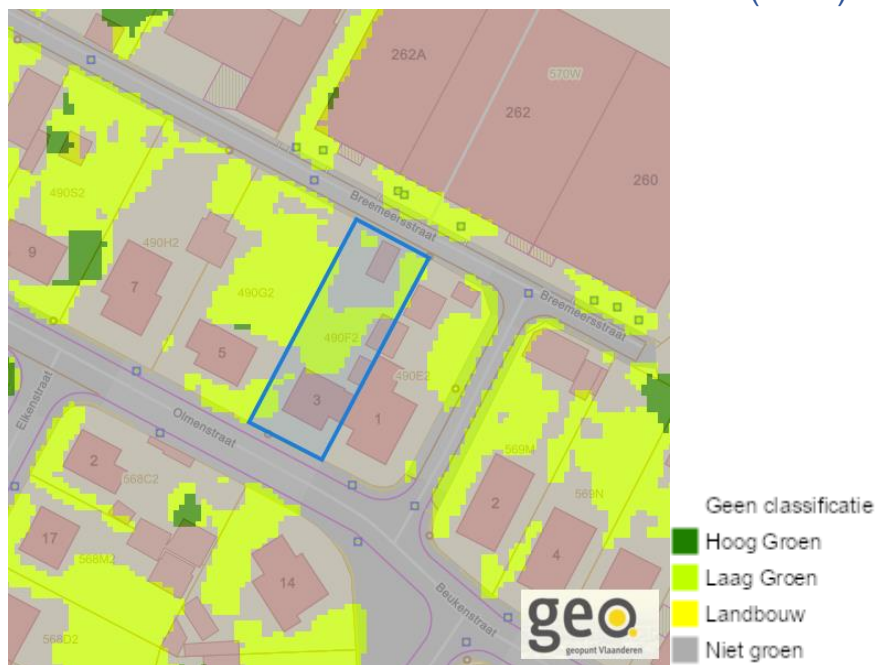 262A
570W
262
260
Breemeersstraat
490S2
9
490H2
7
490G2
5
490F2
3
490E2
1
Breemeersstraat
Eikenstraat
Olmenstraat
2
568C2
17
568M2
14
568D2
569M
2
569N
4
Beukenstraat
geo
geopunt Vlaanderen
Geen classificatie
Hoog Groen
Laag Groen
Landbouw
Niet groen